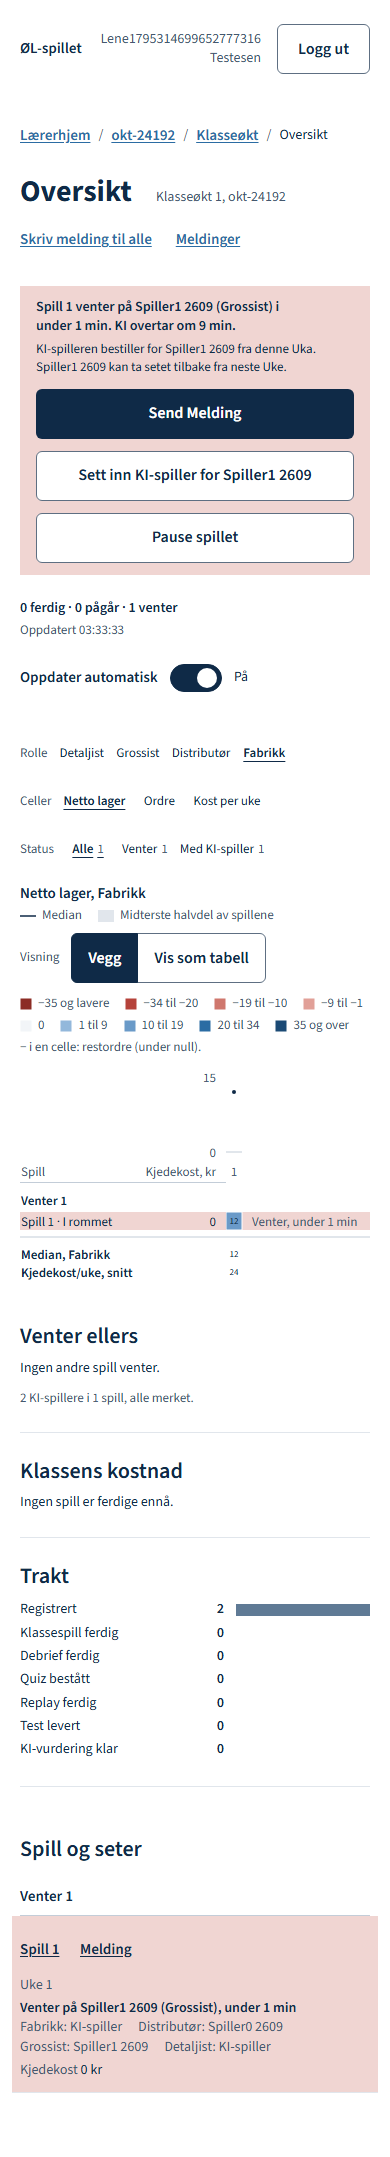 ØL-spillet
Lene1795314699652777316
Testesen
Logg ut
Lærerhjem / okt-24192 / Klasseøkt / Oversikt
Oversikt Klasseøkt 1, okt-24192
Skriv melding til alle Meldinger
Spill 1 venter på Spiller1 2609 (Grossist) i
under 1 min. KI overtar om 9 min.
KI-spilleren bestiller for Spiller1 2609 fra denne Uka.
Spiller1 2609 kan ta setet tilbake fra neste Uke.
Send Melding
Sett inn KI-spiller for Spiller1 2609
Pause spillet
0 ferdig · 0 pågår · 1 venter
Oppdatert 03:33:33
Oppdater automatisk På
Rolle Detaljist Grossist Distributør Fabrikk
Celler Netto lager Ordre Kost per uke
Status Alle 1 Venter 1 Med KI-spiller 1
Netto lager, Fabrikk
Median Midterste halvdel av spillene
Visning Vegg Vis som tabell
−35 og lavere −34 til −20 −19 til −10 −9 til −1
0 1 til 9 10 til 19 20 til 34 35 og over
− i en celle: restordre (under null).
15
0
Spill Kjedekost, kr 1
Venter 1
Spill 1 · I rommet 0 12 Venter, under 1 min
Median, Fabrikk 12
Kjedekost/uke, snitt 24
Venter ellers
Ingen andre spill venter.
2 KI-spillere i 1 spill, alle merket.
Klassens kostnad
Ingen spill er ferdige ennå.
Trakt
Registrert 2
Klassespill ferdig 0
Debrief ferdig 0
Quiz bestått 0
Replay ferdig 0
Test levert 0
KI-vurdering klar 0
Spill og seter
Venter 1
Spill 1 Melding
Uke 1
Venter på Spiller1 2609 (Grossist), under 1 min
Fabrikk: KI-spiller Distributør: Spiller0 2609
Grossist: Spiller1 2609 Detaljist: KI-spiller
Kjedekost 0 kr